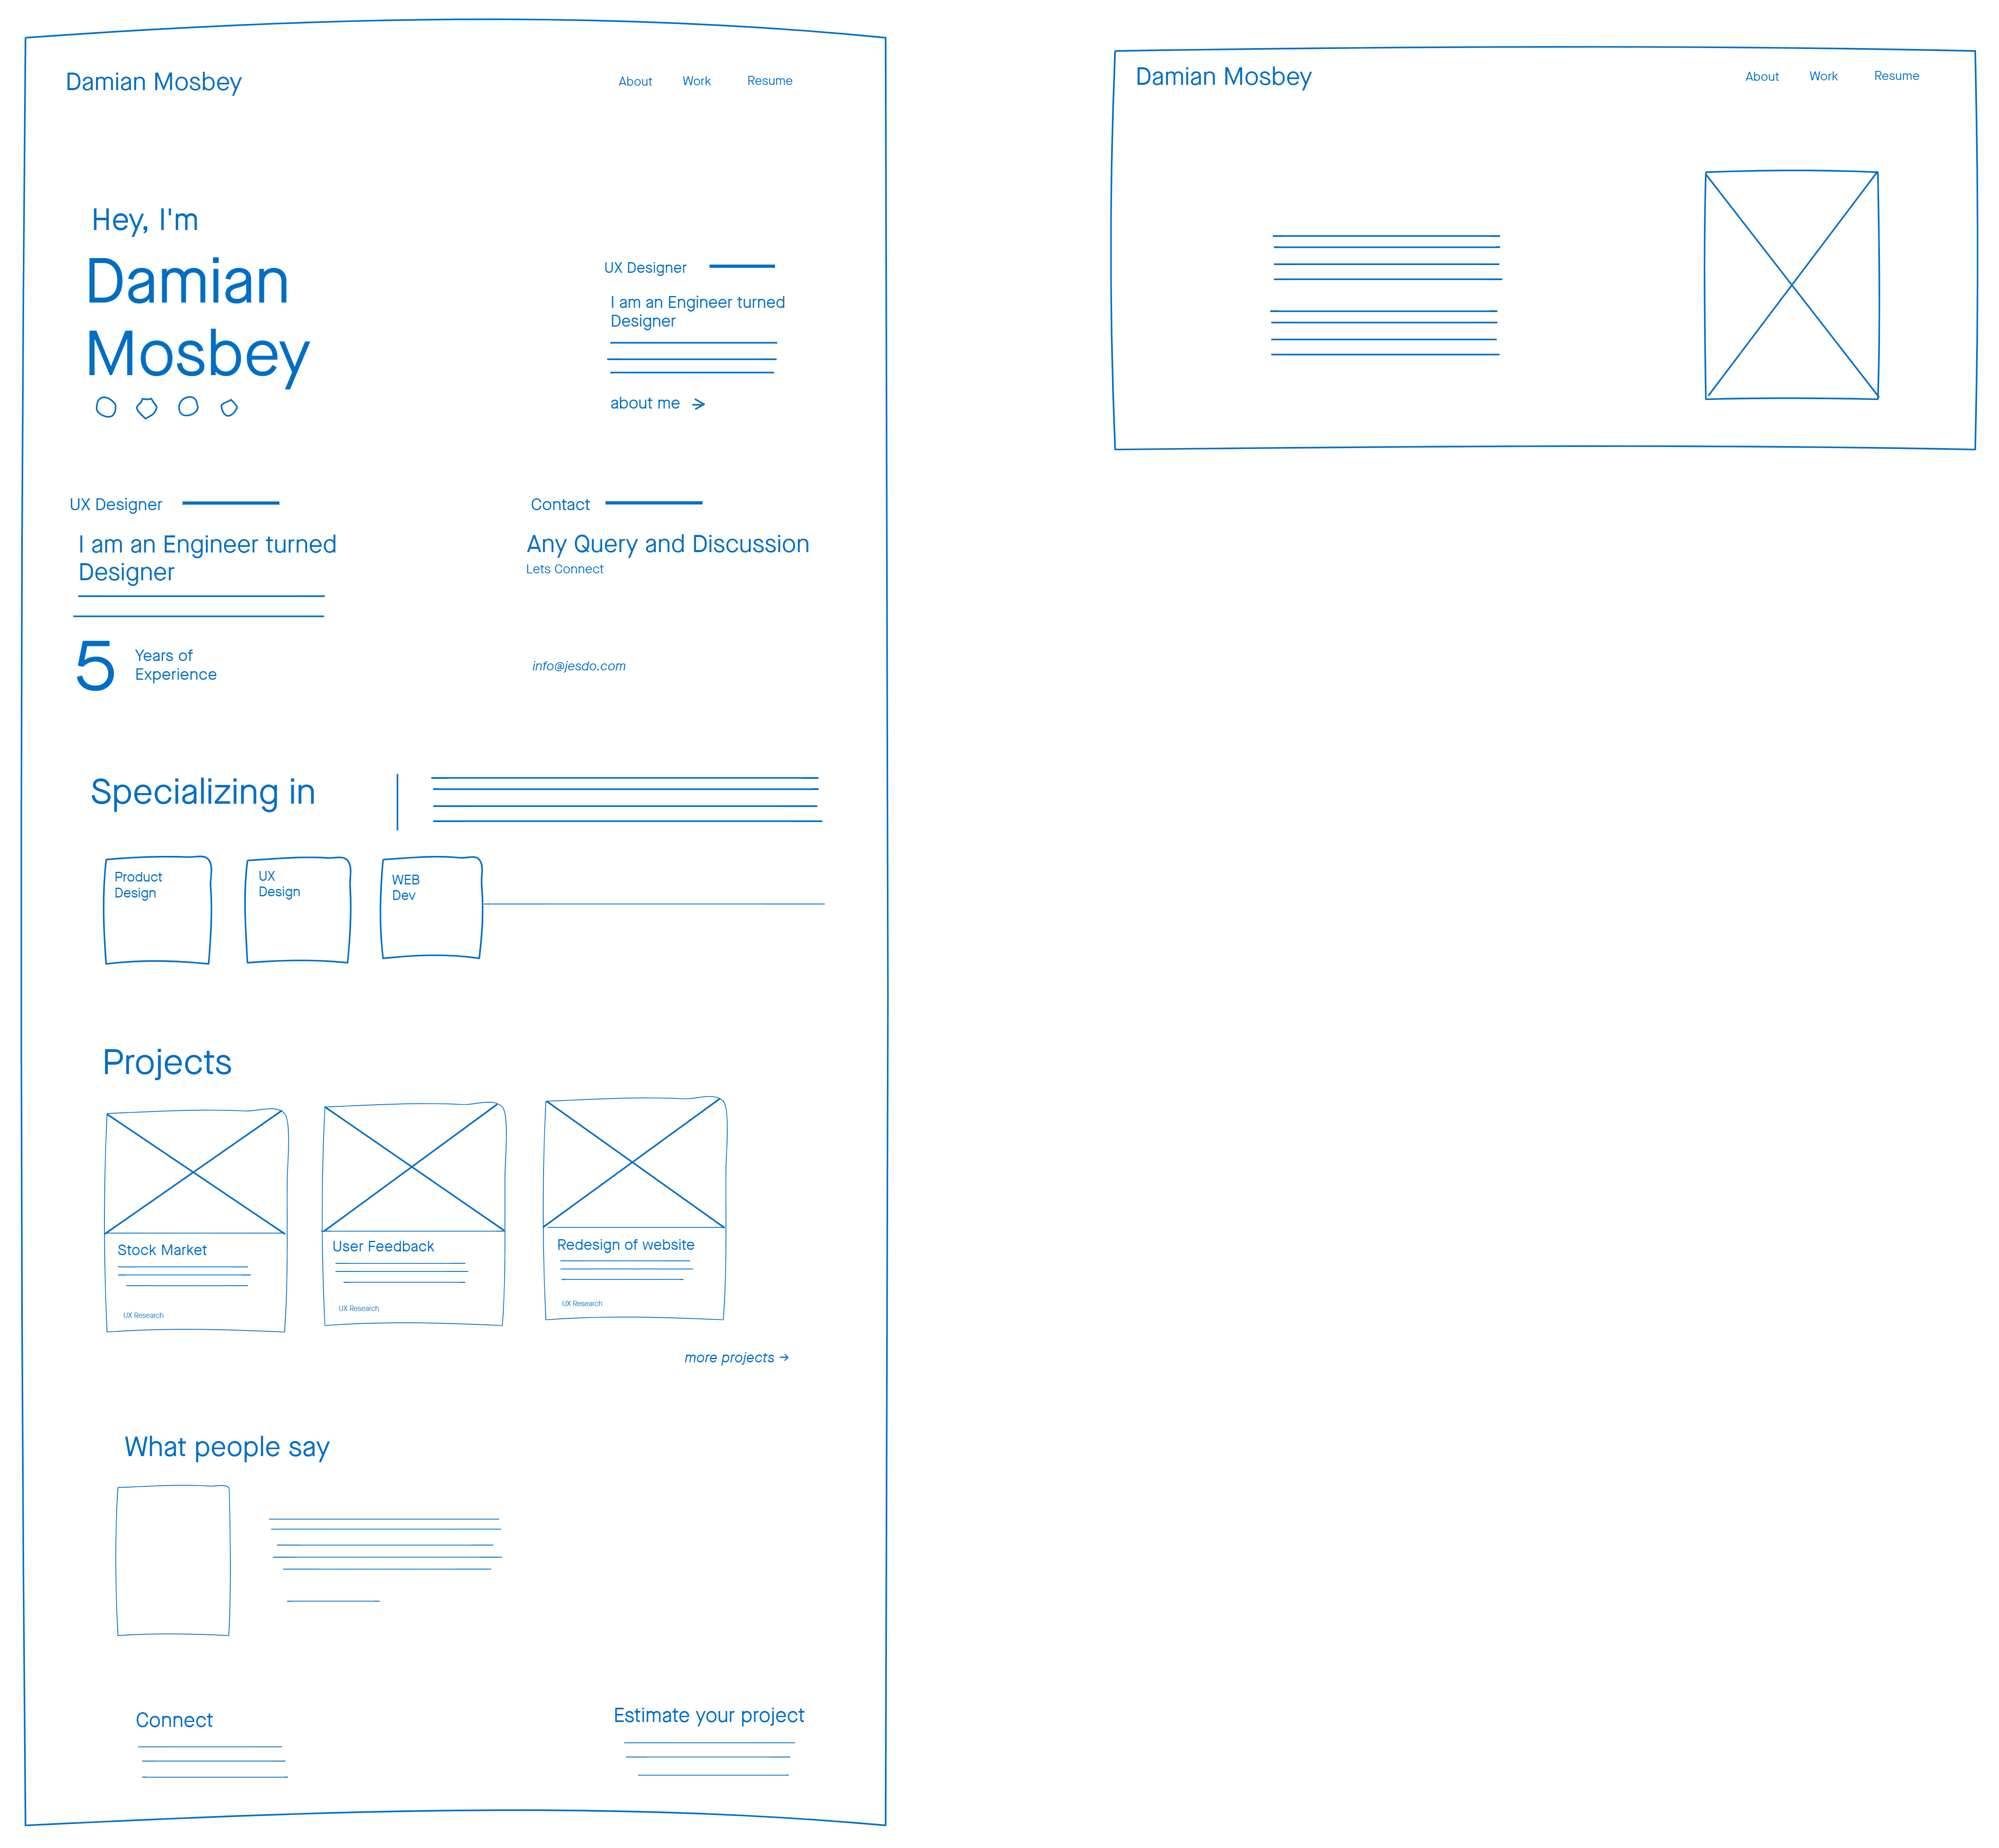 Damian Mosbey
About
Work
Resume
Hey, I'm
Damian
Mosbey
UX Designer
I am an Engineer turned
Designer
about me →
UX Designer
I am an Engineer turned
Designer
5
Years of
Experience
Contact
Any Query and Discussion
Lets Connect
info@jesdo.com
Specializing in
Product
Design
UX
Design
WEB
Dev
Projects
Stock Market
UX Research
User Feedback
UX Research
Redesign of website
UX Research
more projects →
What people say
Connect
Estimate your project
Damian Mosbey
About
Work
Resume